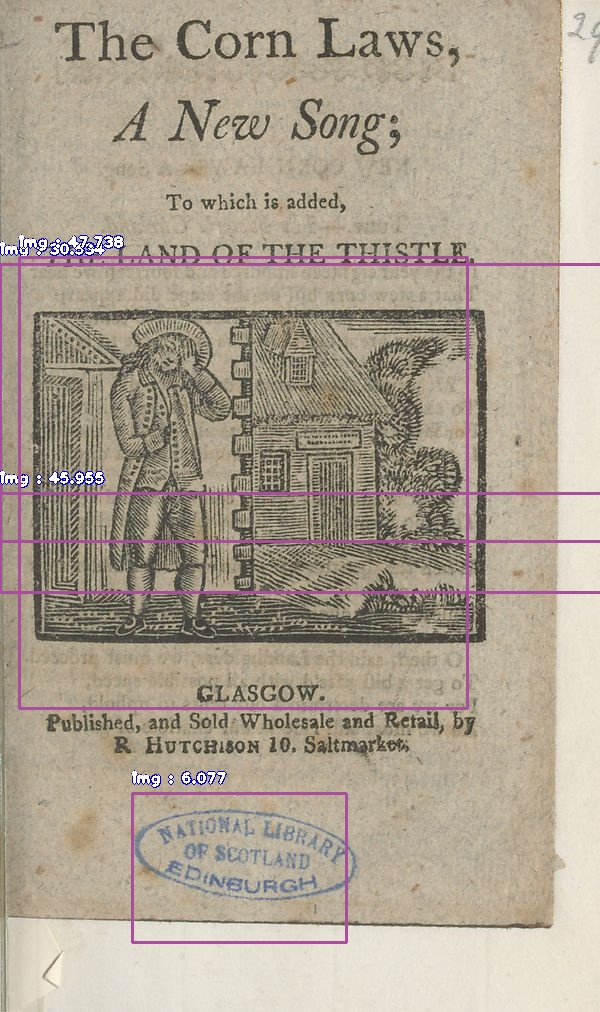 29
The Corn Laws,
A New Song;
To which is added,
THE LAND OF THE THISTLE.
Img : 47.738
Img : 30.534
Img : 45.955
GLASGOW.
Published, and Sold Wholesale and Retail, by
R. HUTCHISON 10. Saltmarket.
Img : 6.077
NATIONAL LIBRARY
OF SCOTLAND
EDINBURGH